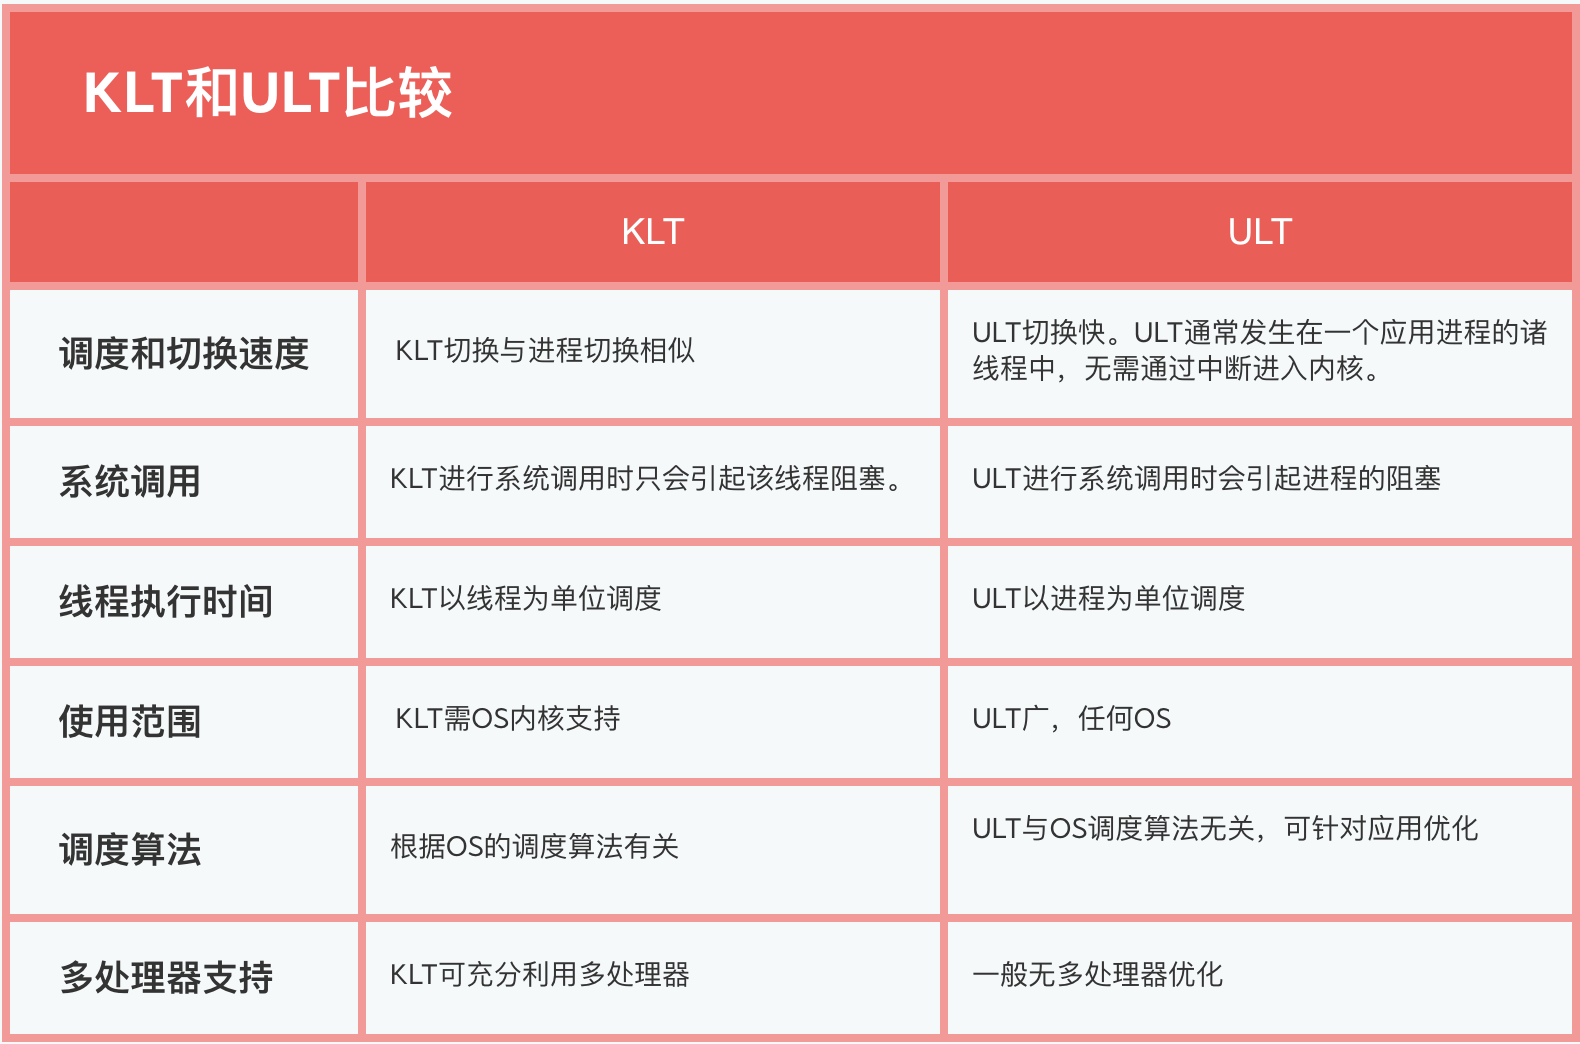 KLT和ULT比较
KLT
ULT
调度和切换速度
KLT切换与进程切换相似
ULT切换快。ULT通常发生在一个应用进程的诸
线程中，无需通过中断进入内核。
系统调用
KLT进行系统调用时只会引起该线程阻塞。
ULT进行系统调用时会引起进程的阻塞
线程执行时间
KLT以线程为单位调度
ULT以进程为单位调度
使用范围
KLT需OS内核支持
ULT广，任何OS
调度算法
根据OS的调度算法有关
ULT与OS调度算法无关，可针对应用优化
多处理器支持
KLT可充分利用多处理器
一般无多处理器优化